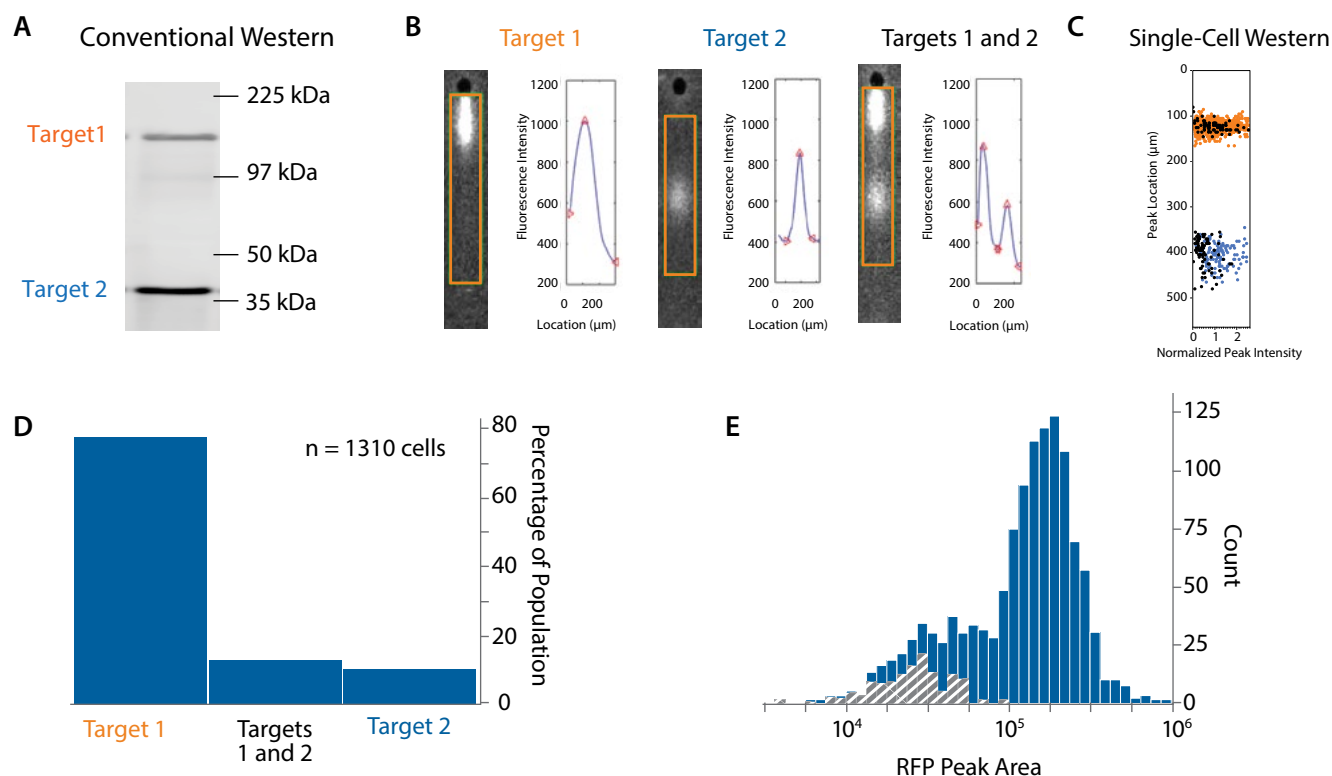 A
Conventional Western
225 kDa
Target1
97 kDa
50 kDa
Target 2
35 kDa
B
Target 1
Target 2
Targets 1 and 2
Fluorescence Intensity
1200
1000
800
600
400
200
0 200
Location (µm)
Fluorescence Intensity
1200
1000
800
600
400
200
0 200
Location (µm)
Fluorescence Intensity
1200
1000
800
600
400
200
0 200
Location (µm)
C
Single-Cell Western
Peak Location (µm)
0
100
200
300
400
500
0 1 2
Normalized Peak Intensity
D
n = 1310 cells
80
60
40
20
0
Percentage of Population
Target 1
Targets
1 and 2
Target 2
E
125
100
75
50
25
0
Count
10⁴ 10⁵ 10⁶
RFP Peak Area